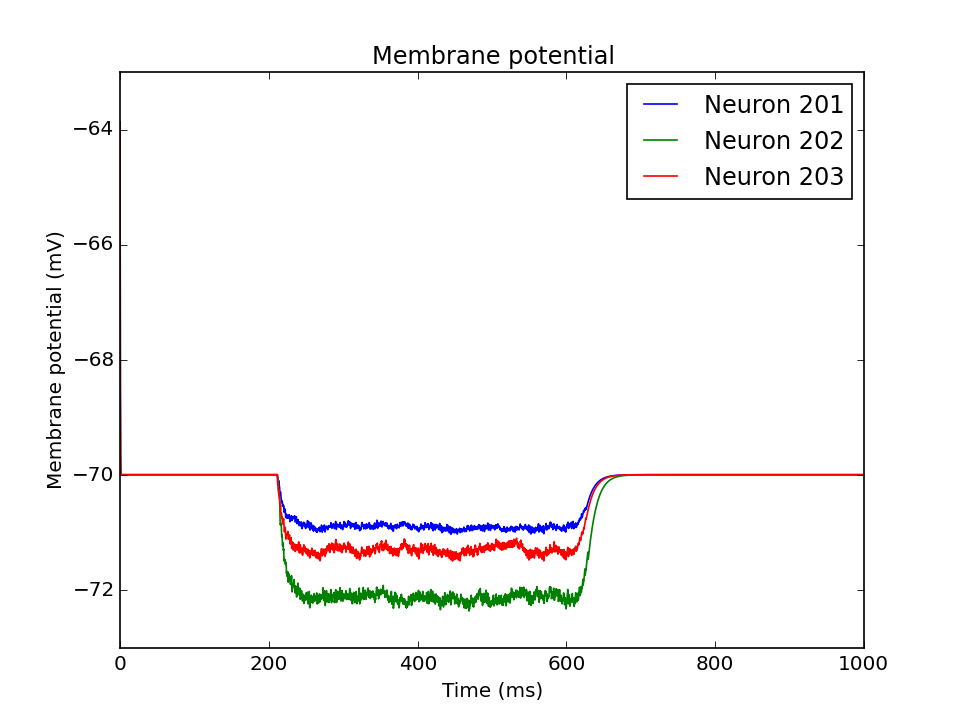 Membrane potential
Neuron 201
Neuron 202
Neuron 203
−64
−66
−68
−70
−72
Membrane potential (mV)
0 200 400 600 800 1000
Time (ms)